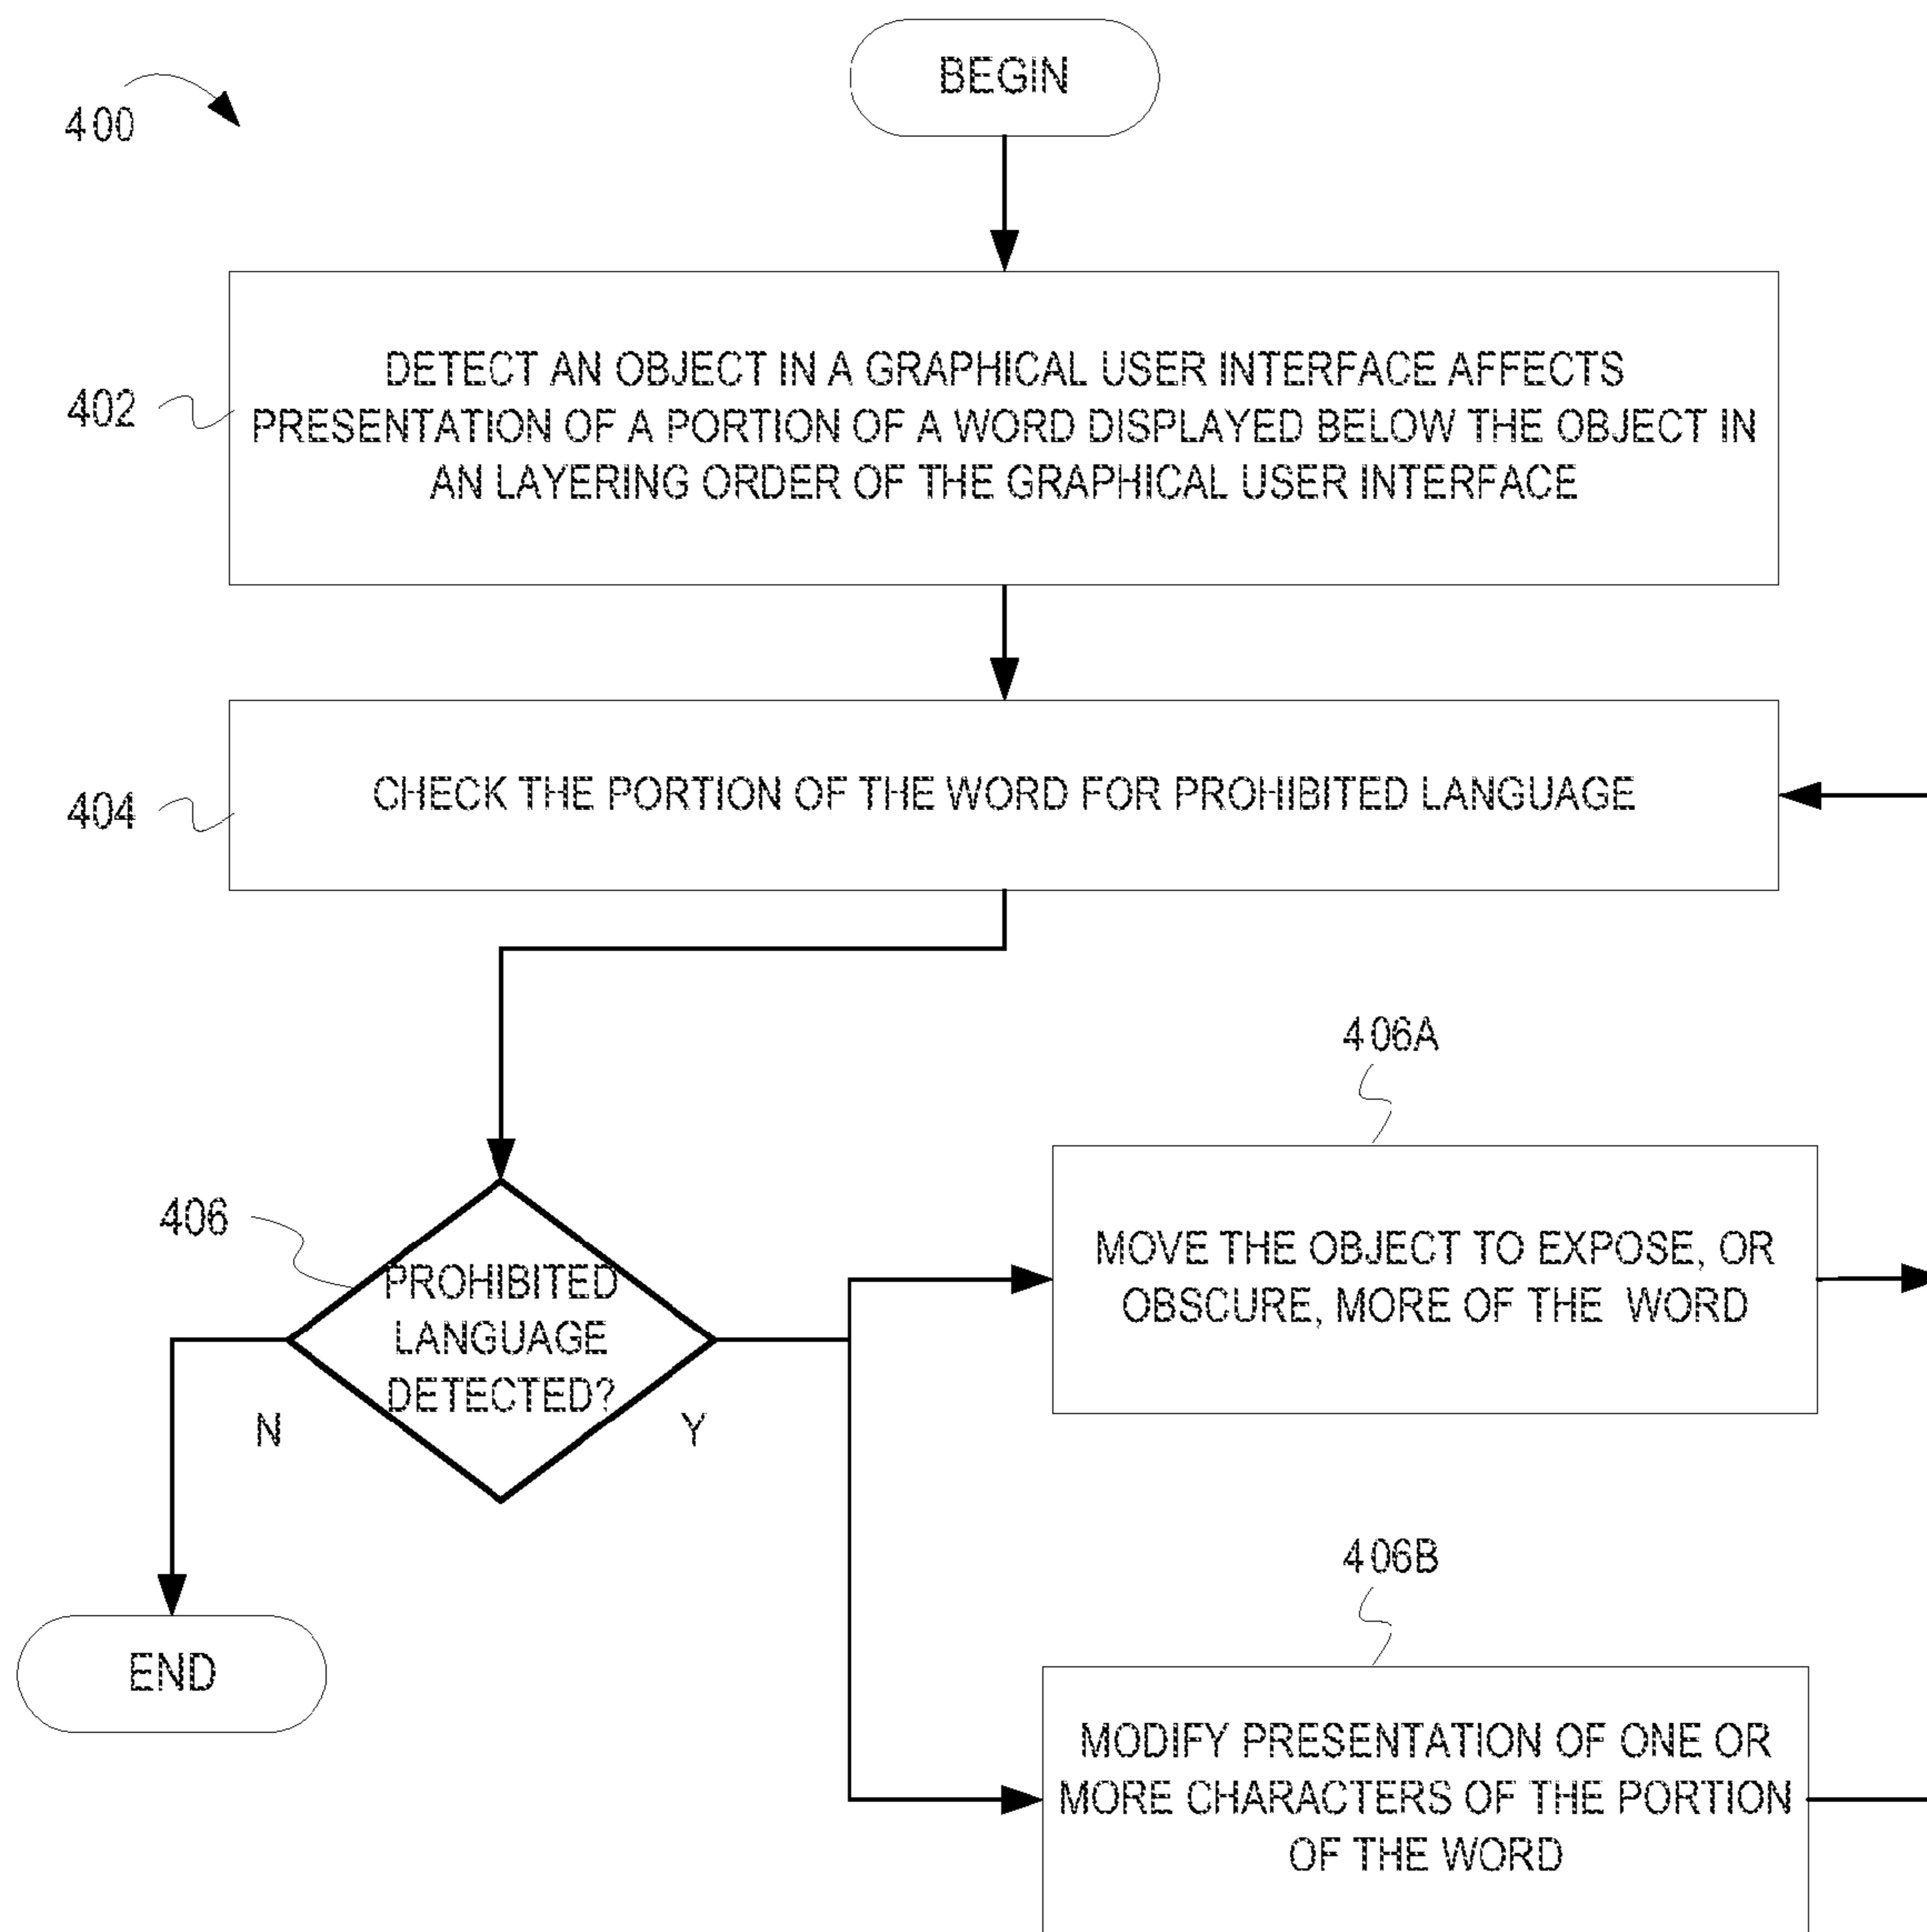 BEGIN
400
DETECT AN OBJECT IN A GRAPHICAL USER INTERFACE AFFECTS
PRESENTATION OF A PORTION OF A WORD DISPLAYED BELOW THE OBJECT IN
AN LAYERING ORDER OF THE GRAPHICAL USER INTERFACE
402
CHECK THE PORTION OF THE WORD FOR PROHIBITED LANGUAGE
404
406A
406
PROHIBITED
LANGUAGE
DETECTED?
N
Y
MOVE THE OBJECT TO EXPOSE, OR
OBSCURE, MORE OF THE WORD
406B
END
MODIFY PRESENTATION OF ONE OR
MORE CHARACTERS OF THE PORTION
OF THE WORD